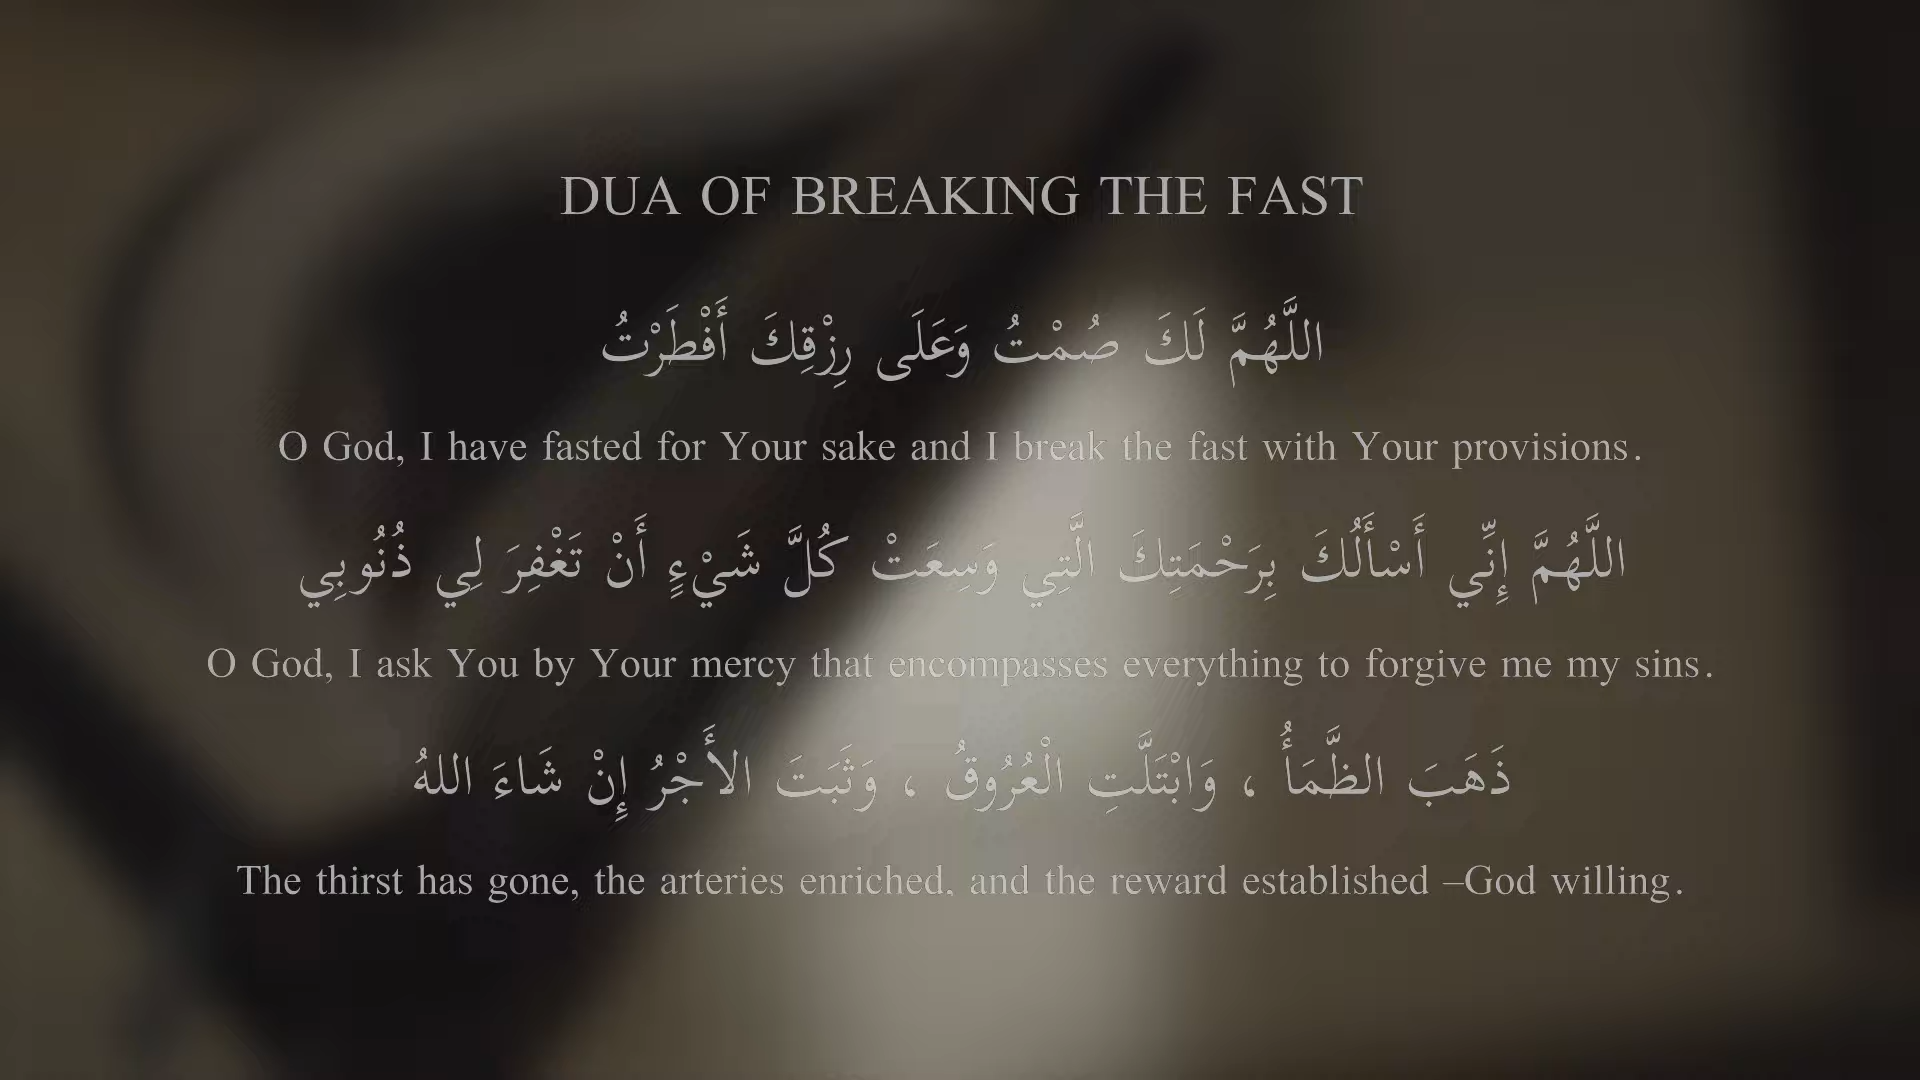 DUA OF BREAKING THE FAST
اللَّهُمَّ لَكَ صُمْتُ وَعَلَى رِزْقِكَ أَفْطَرْتُ
O God, I have fasted for Your sake and I break the fast with Your provisions.
اللَّهُمَّ إِنِّي أَسْأَلُكَ بِرَحْمَتِكَ الَّتِي وَسِعَتْ كُلَّ شَيْءٍ أَنْ تَغْفِرَ لِي ذُنُوبِي
O God, I ask You by Your mercy that encompasses everything to forgive me my sins.
ذَهَبَ الظَّمَأُ ، وَابْتَلَّتِ الْعُرُوقُ ، وَثَبَتَ الأَجْرُ إِنْ شَاءَ اللهُ
The thirst has gone, the arteries enriched, and the reward established –God willing.